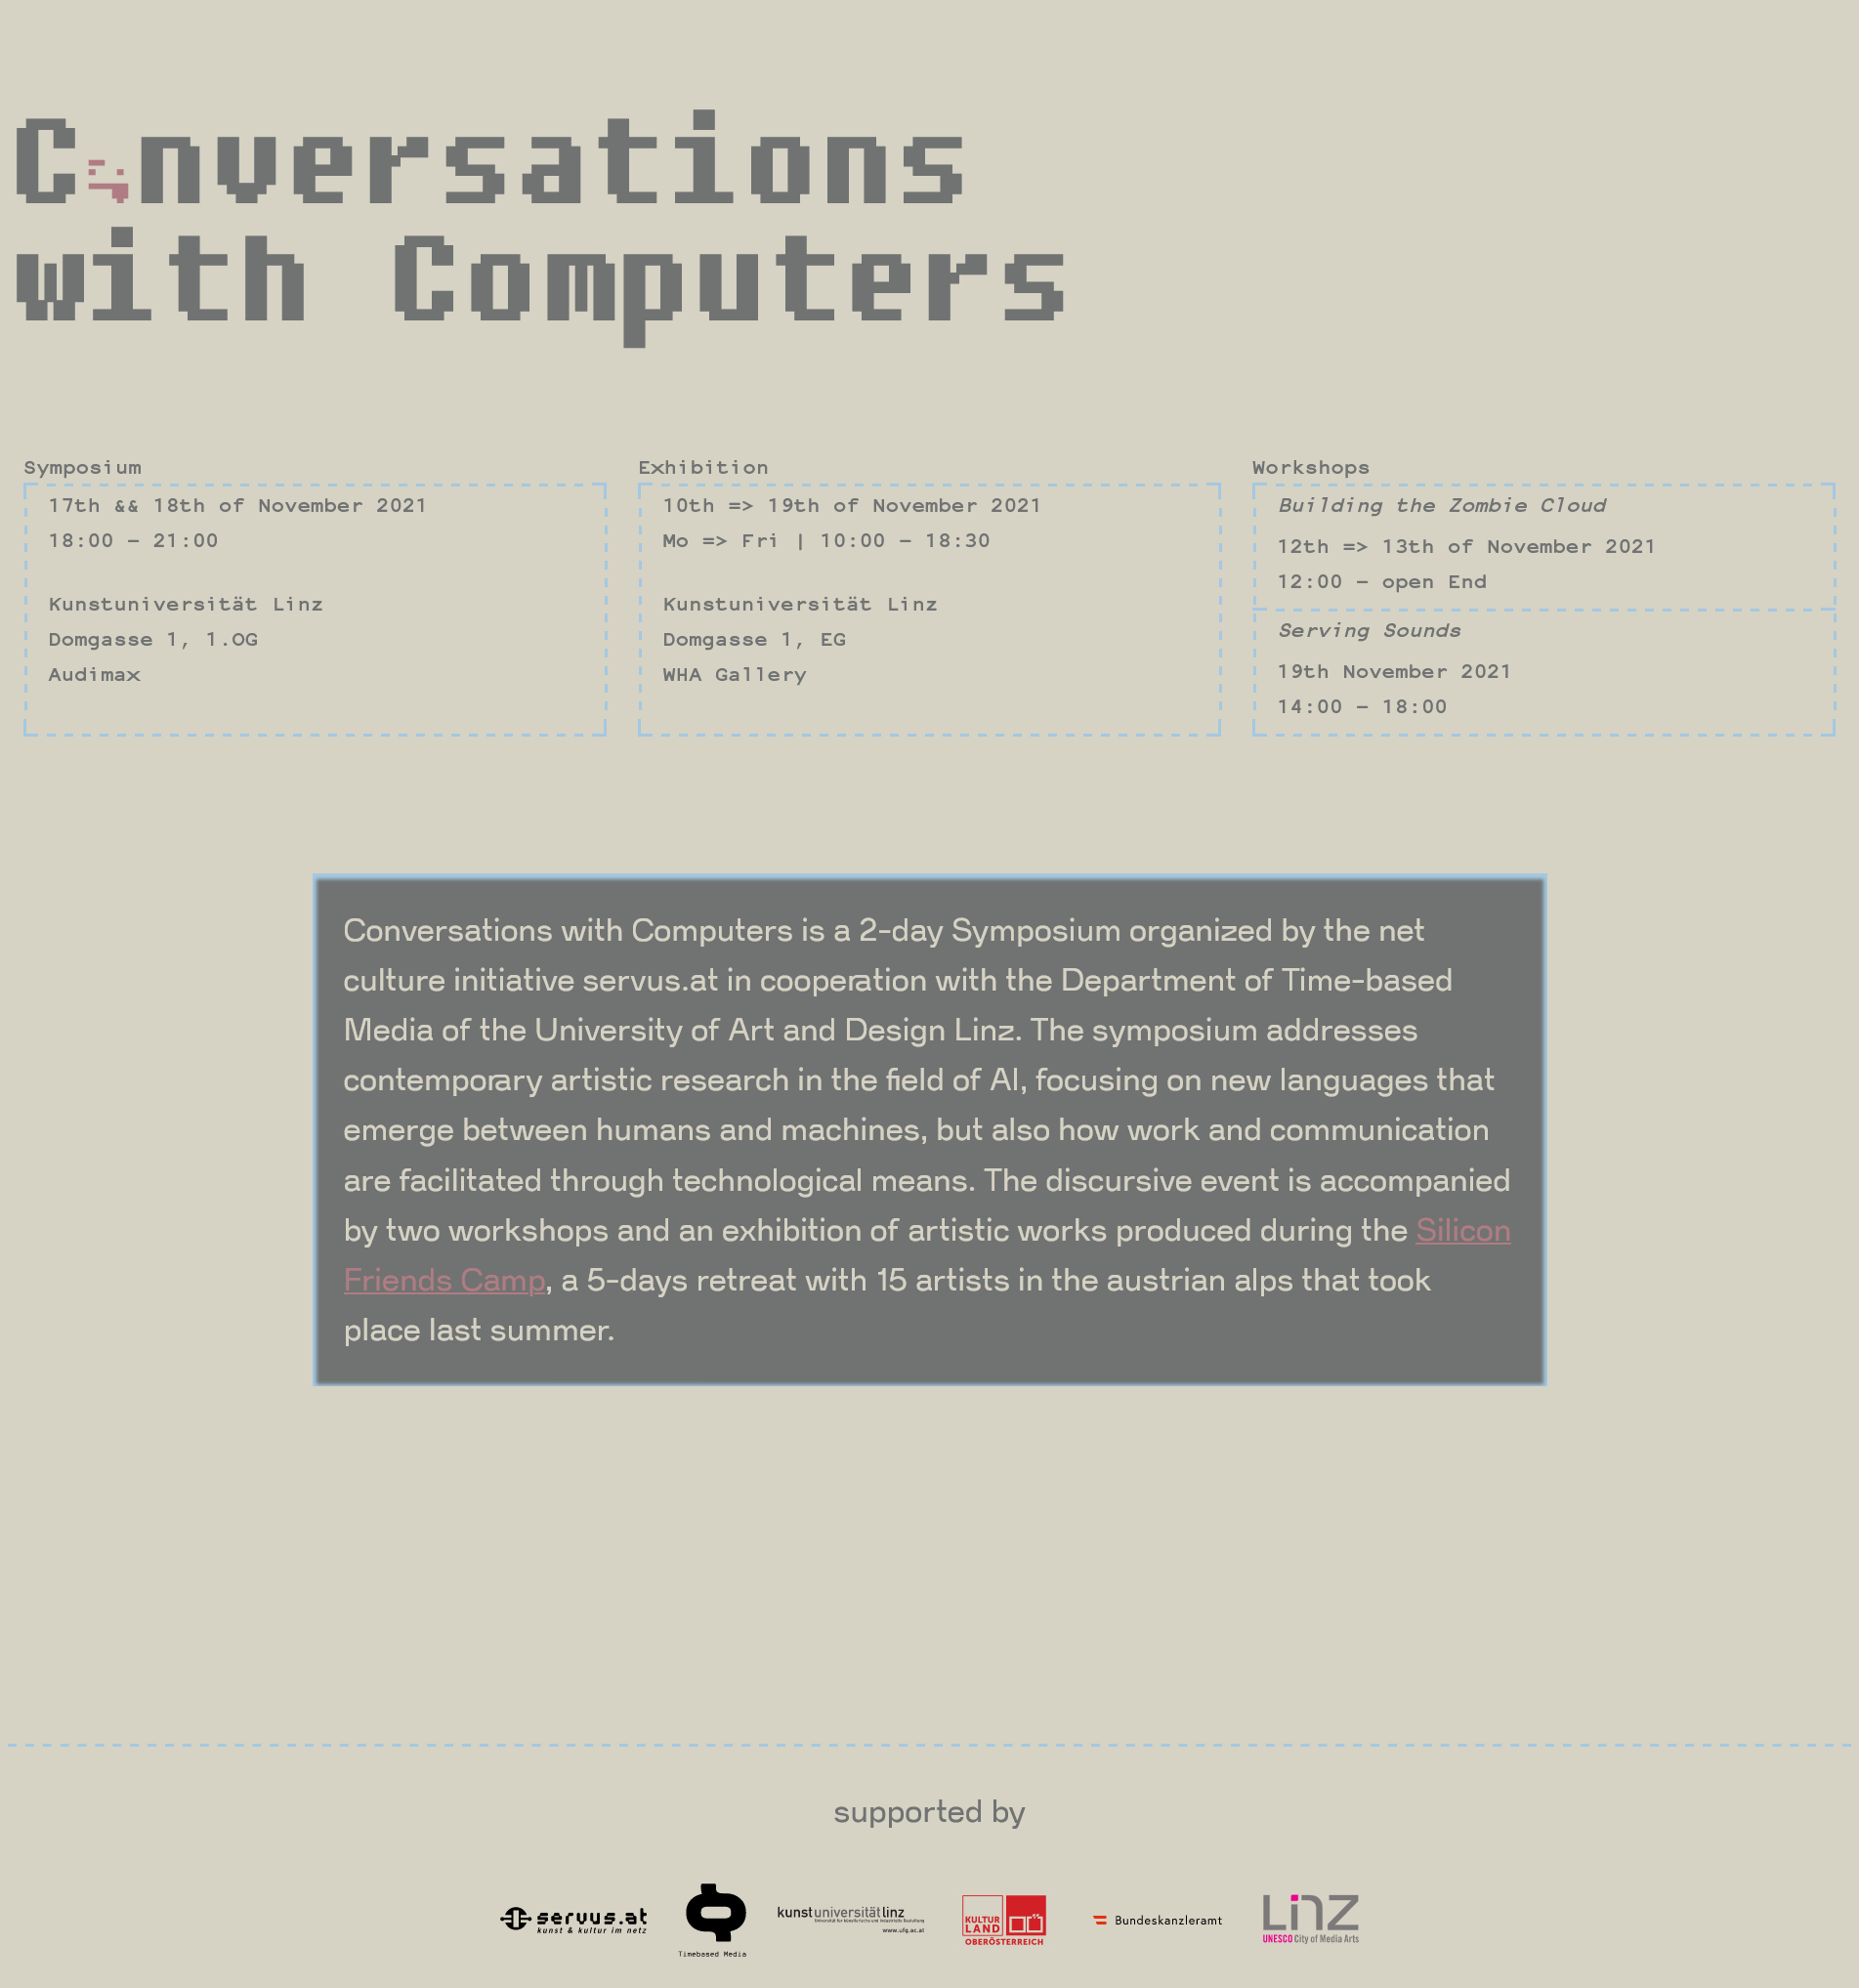 Conversations
with Computers
Symposium
17th && 18th of November 2021
18:00 – 21:00
Kunstuniversität Linz
Domgasse 1, 1.OG
Audimax
Exhibition
10th => 19th of November 2021
Mo => Fri | 10:00 – 18:30
Kunstuniversität Linz
Domgasse 1, EG
WHA Gallery
Workshops
Building the Zombie Cloud
12th => 13th of November 2021
12:00 – open End
Serving Sounds
19th November 2021
14:00 – 18:00
Conversations with Computers is a 2-day Symposium organized by the net
culture initiative servus.at in cooperation with the Department of Time-based
Media of the University of Art and Design Linz. The symposium addresses
contemporary artistic research in the field of AI, focusing on new languages that
emerge between humans and machines, but also how work and communication
are facilitated through technological means. The discursive event is accompanied
by two workshops and an exhibition of artistic works produced during the Silicon
Friends Camp, a 5-days retreat with 15 artists in the austrian alps that took
place last summer.
supported by
servus.at
kunst & kultur im netz
Timebased Media
kunstuniversitätlinz
Universität für künstlerische und industrielle Gestaltung
www.ufg.ac.at
KULTUR
LAND
OBERÖSTERREICH
Bundeskanzleramt
Linz
UNESCO City of Media Arts